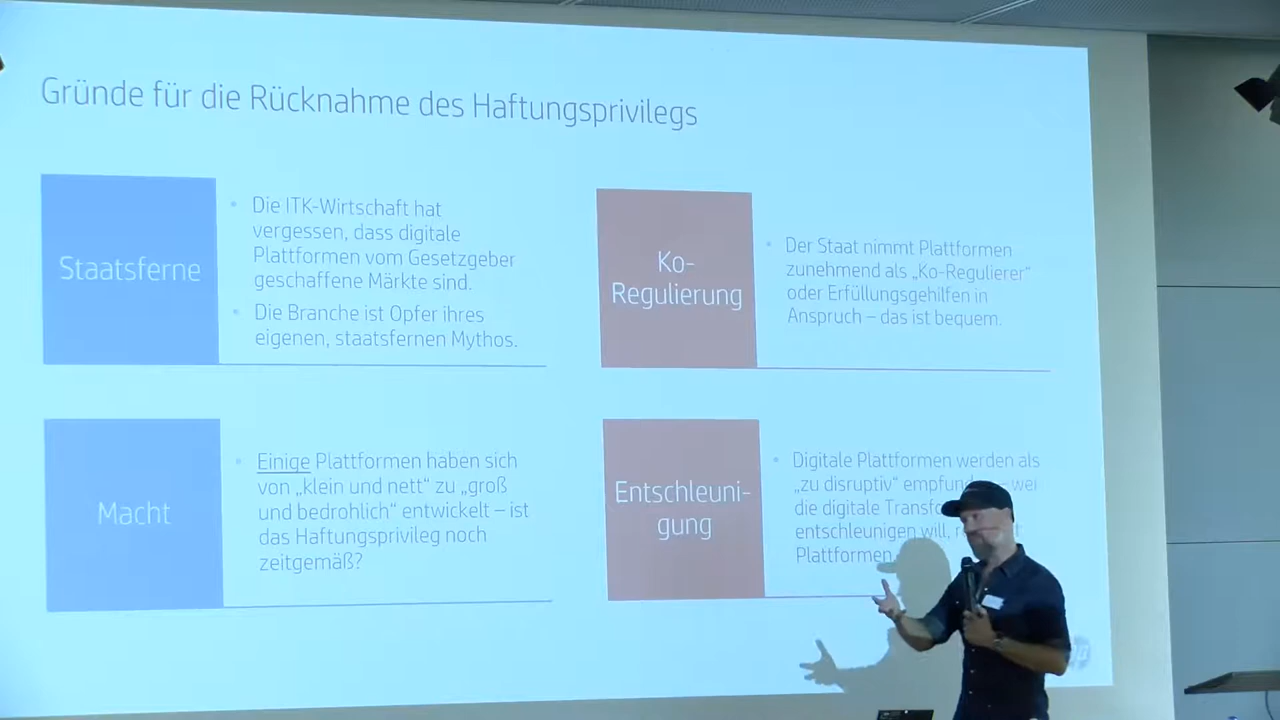 Gründe für die Rücknahme des Haftungsprivilegs
Staatsferne
• Die ITK-Wirtschaft hat
vergessen, dass digitale
Plattformen vom Gesetzgeber
geschaffene Märkte sind.
• Die Branche ist Opfer ihres
eigenen, staatsfernen Mythos.
Ko-
Regulierung
• Der Staat nimmt Plattformen
zunehmend als „Ko-Regulierer“
oder Erfüllungsgehilfen in
Anspruch – das ist bequem.
Macht
• Einige Plattformen haben sich
von „klein und nett“ zu „groß
und bedrohlich“ entwickelt – ist
das Haftungsprivileg noch
zeitgemäß?
Entschleuni-
gung
• Digitale Plattformen werden als
„zu disruptiv“
die digitale
entschleunigen will,
Plattformen